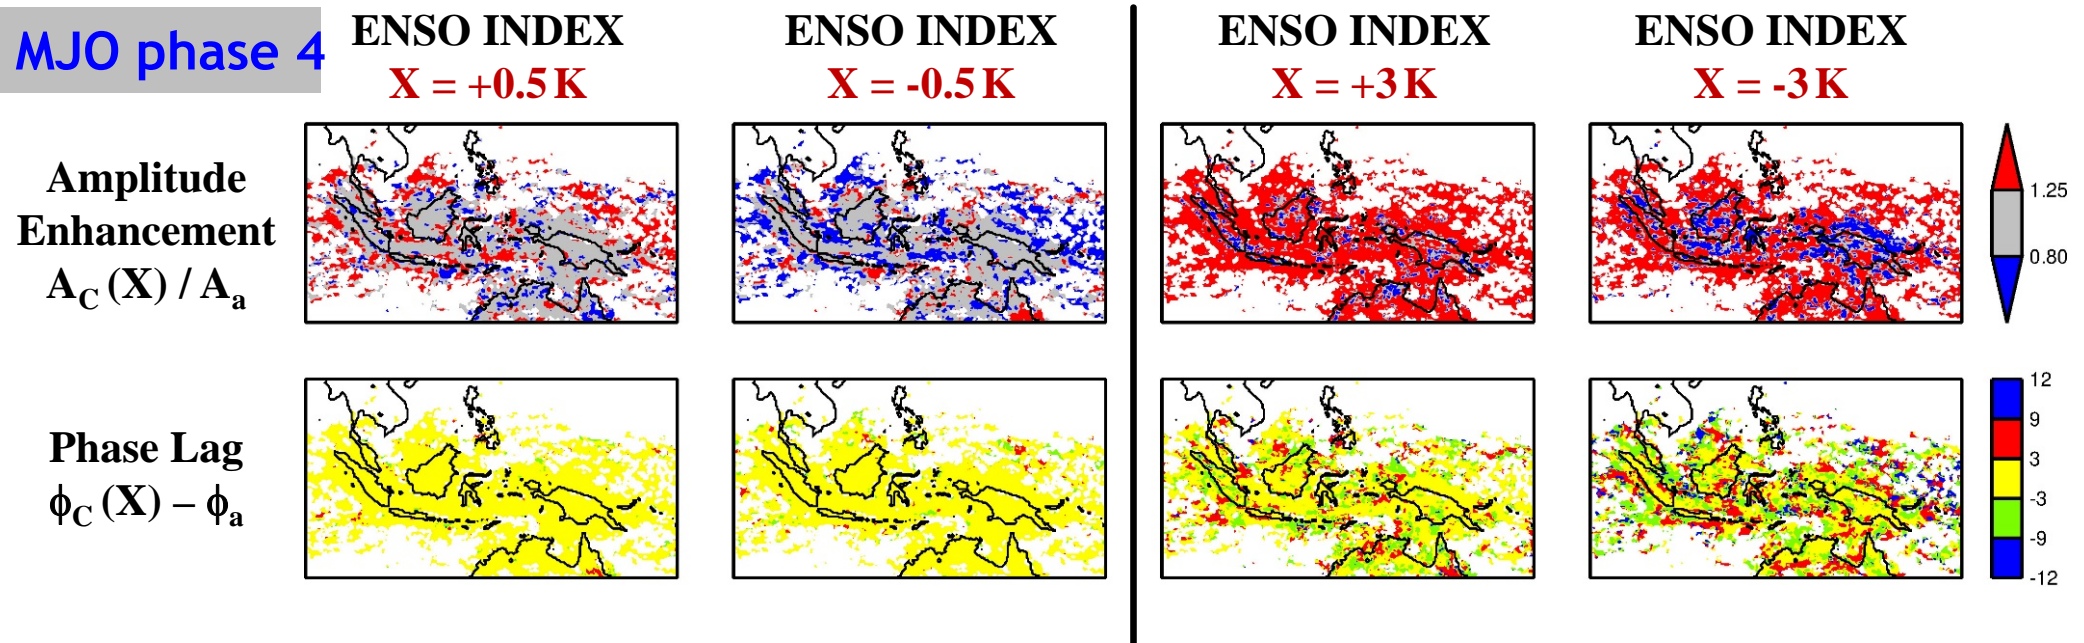 MJO phase 4
ENSO INDEX
X = +0.5 K
ENSO INDEX
X = -0.5 K
ENSO INDEX
X = +3 K
ENSO INDEX
X = -3 K
Amplitude
Enhancement
A_C (X) / A_a
1.25
0.80
Phase Lag
ϕ_C (X) – ϕ_a
12
9
3
-3
-9
-12